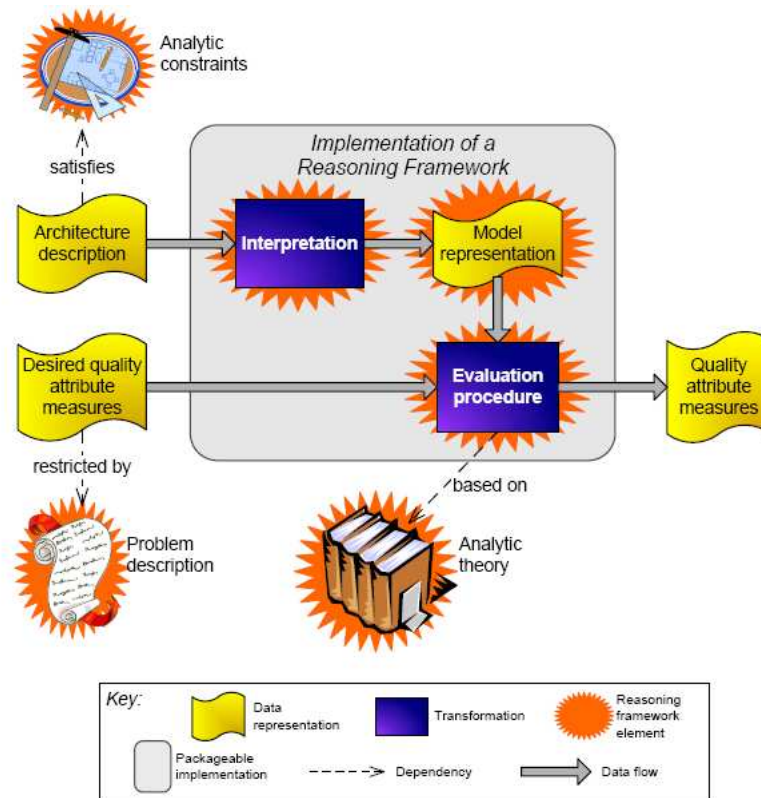 Analytic
constraints
Implementation of a
Reasoning Framework
satisfies
Architecture
description
Interpretation
Model
representation
Desired quality
attribute
measures
Evaluation
procedure
Quality
attribute
measures
restricted by
based on
Problem
description
Analytic
theory
Key:
Data
representation
Transformation
Reasoning
framework
element
Packageable
implementation
Dependency
Data flow